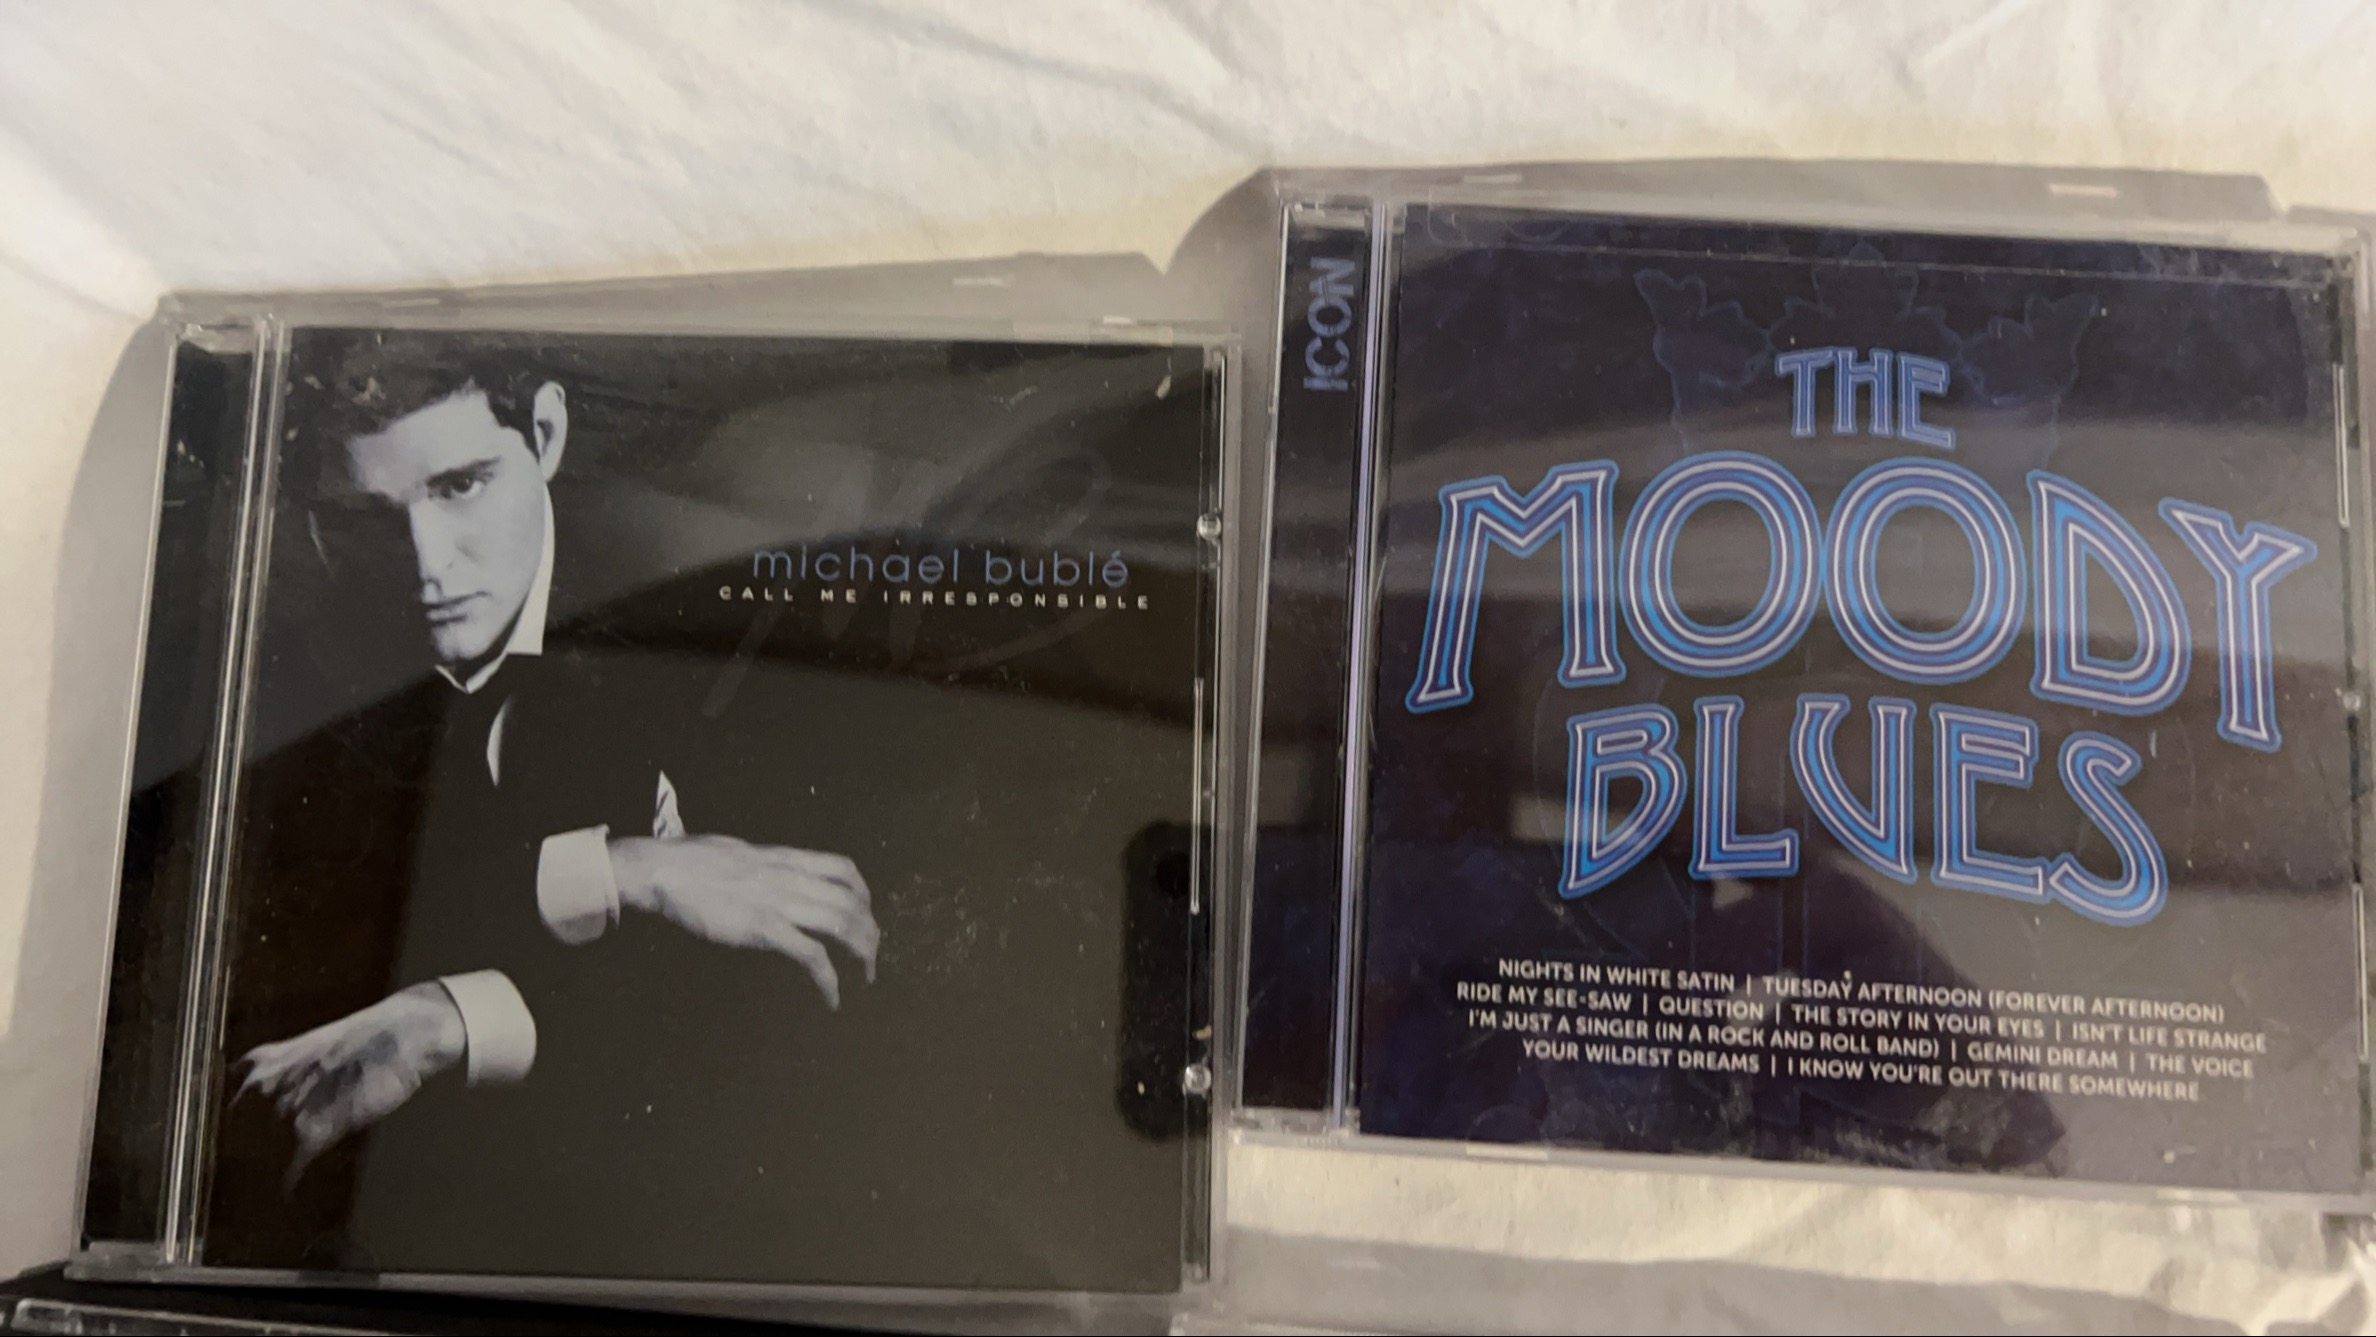 michael bublé
CALL ME IRRESPONSIBLE
ICON
THE
MOODY
BLUES
NIGHTS IN WHITE SATIN | TUESDAY AFTERNOON (FOREVER AFTERNOON)
RIDE MY SEE-SAW | QUESTION | THE STORY IN YOUR EYES | ISN'T LIFE STRANGE
I'M JUST A SINGER (IN A ROCK AND ROLL BAND) | GEMINI DREAM | THE VOICE
YOUR WILDEST DREAMS | I KNOW YOU'RE OUT THERE SOMEWHERE